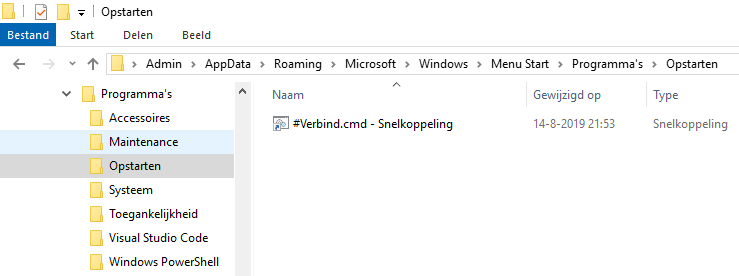 Opstarten
Bestand Start Delen Beeld
Admin AppData Roaming Microsoft Windows Menu Start Programma's Opstarten
Programma's
Accessoires
Maintenance
Opstarten
Systeem
Toegankelijkheid
Visual Studio Code
Windows PowerShell
Naam Gewijzigd op Type
#Verbind.cmd - Snelkoppeling 14-8-2019 21:53 Snelkoppeling